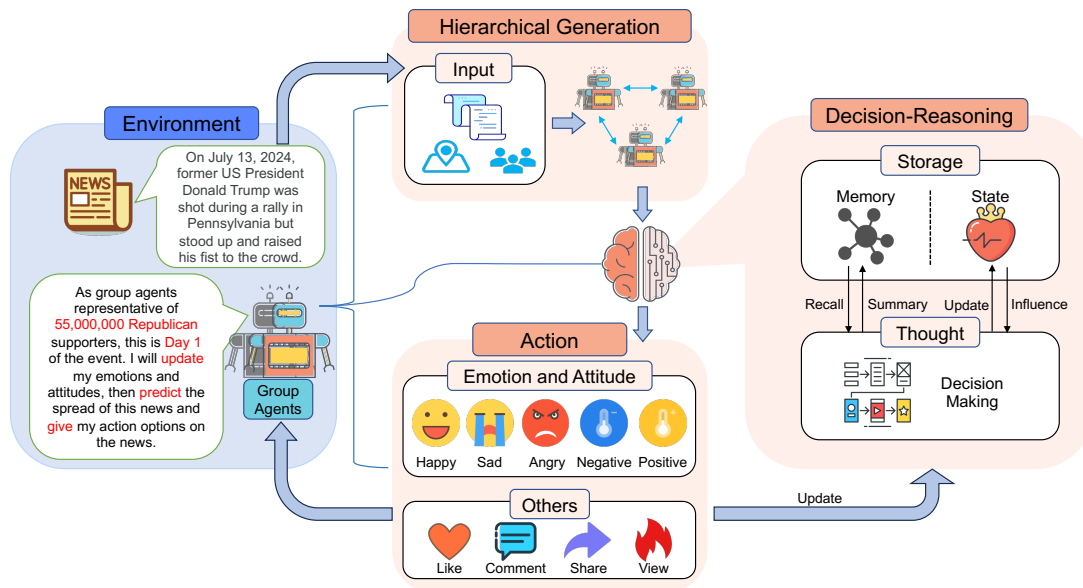 Hierarchical Generation
Input
Environment
NEWS
On July 13, 2024,
former US President
Donald Trump was
shot during a rally in
Pennsylvania but
stood up and raised
his fist to the crowd.
As group agents
representative of
55,000,000 Republican
supporters, this is Day 1
of the event. I will update
my emotions and
attitudes, then predict the
spread of this news and
give my action options on
the news.
Group
Agents
Action
Emotion and Attitude
Happy
Sad
Angry
Negative
Positive
Others
Like
Comment
Share
View
Update
Decision-Reasoning
Storage
Memory
State
Recall
Summary
Update
Influence
Thought
Decision
Making